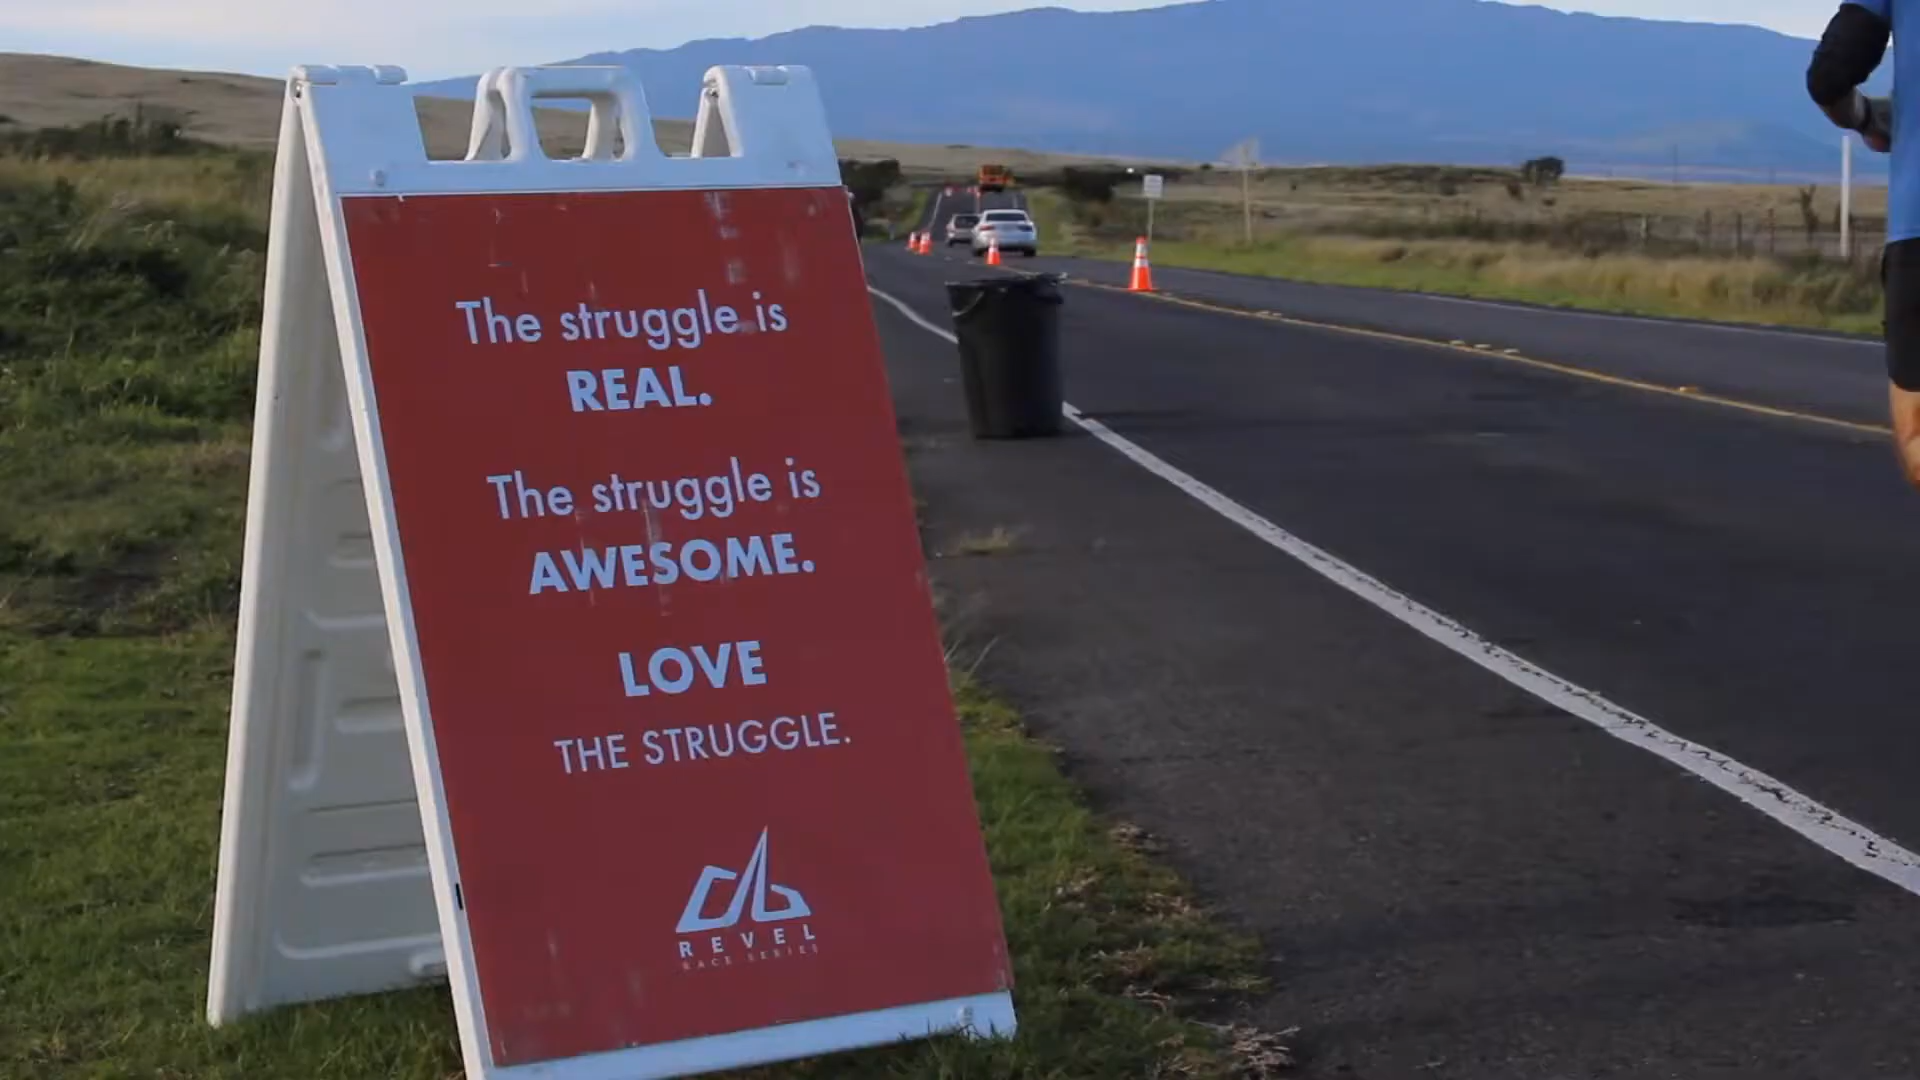 The struggle is
REAL.
The struggle is
AWESOME.
LOVE
THE STRUGGLE.
REVEL
RACE SERIES